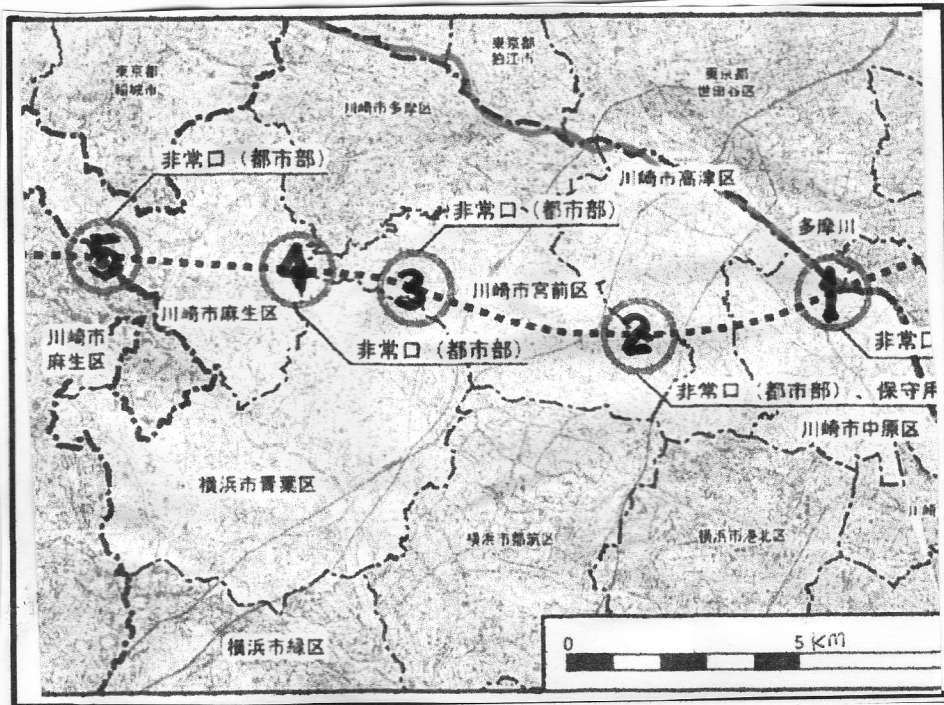 東京都
狛江市
東京都
稲城市
東京都
世田谷区
川崎市多摩区
非常口（都市部）
川崎市高津区
非常口（都市部）
多摩川
5
4
3
川崎市宮前区
1
川崎市麻生区
2
川崎市
麻生区
非常口（都市部）
非常口
非常口（都市部）、保守用
川崎市中原区
横浜市青葉区
川崎
横浜市都筑区
横浜市港北区
横浜市緑区
0
5 KM